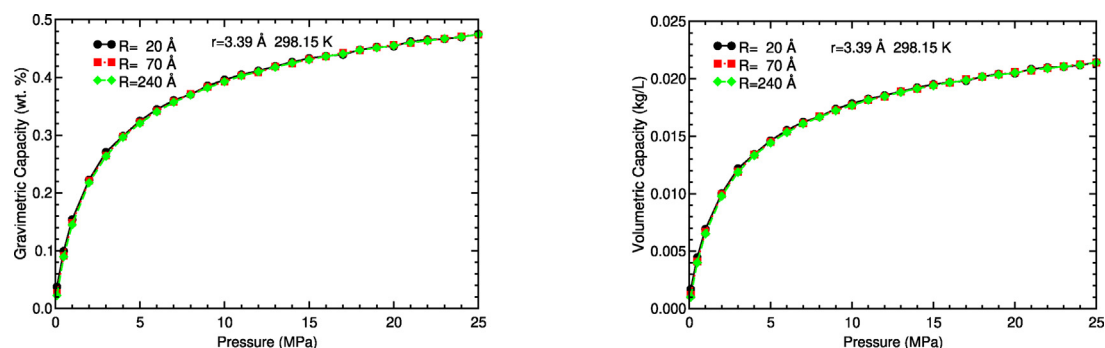 0.5
0.4
0.3
0.2
0.1
0.0
Gravimetric Capacity (wt. %)
R= 20 Å
R= 70 Å
R=240 Å
r=3.39 Å 298.15 K
0 5 10 15 20 25
Pressure (MPa)
0.025
0.020
0.015
0.010
0.005
0.000
Volumetric Capacity (kg/L)
R= 20 Å
R= 70 Å
R=240 Å
r=3.39 Å 298.15 K
0 5 10 15 20 25
Pressure (MPa)